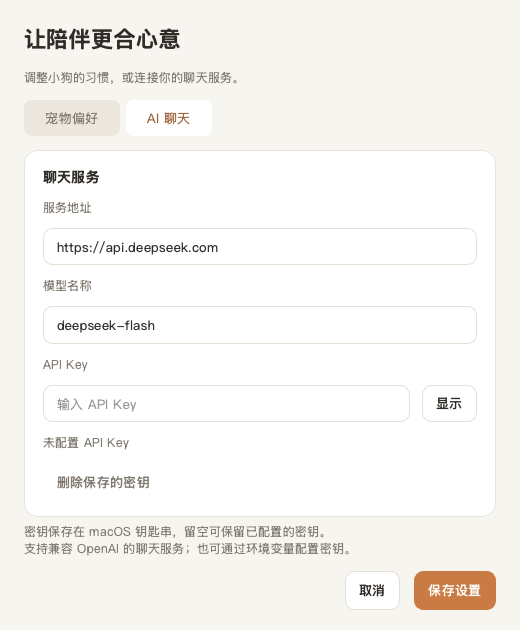 让陪伴更合心意
调整小狗的习惯，或连接你的聊天服务。
宠物偏好
AI 聊天
聊天服务
服务地址
https://api.deepseek.com
模型名称
deepseek-flash
API Key
输入 API Key
显示
未配置 API Key
删除保存的密钥
密钥保存在 macOS 钥匙串，留空可保留已配置的密钥。
支持兼容 OpenAI 的聊天服务；也可通过环境变量配置密钥。
取消
保存设置